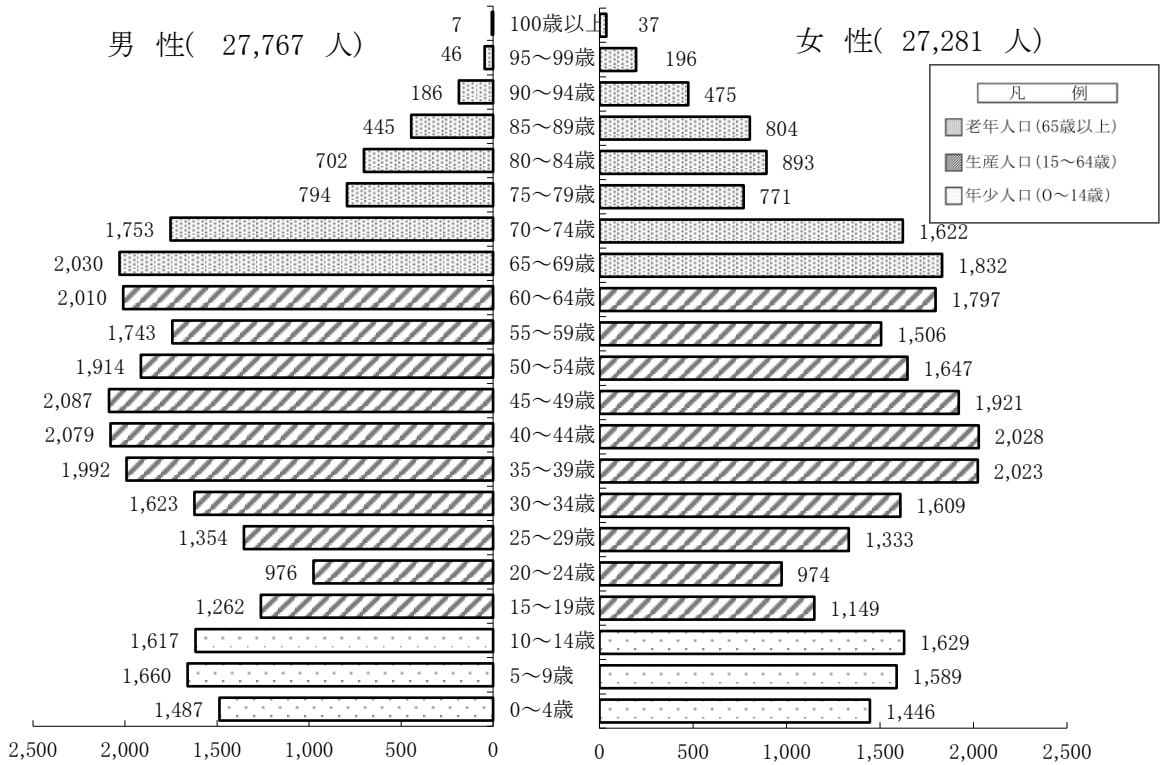 男 性( 27,767 人)
女 性( 27,281 人)
凡 例
老年人口(65歳以上)
生産人口(15～64歳)
年少人口(0～14歳)
7 100歳以上 37
46 95～99歳 196
186 90～94歳 475
445 85～89歳 804
702 80～84歳 893
794 75～79歳 771
1,753 70～74歳 1,622
2,030 65～69歳 1,832
2,010 60～64歳 1,797
1,743 55～59歳 1,506
1,914 50～54歳 1,647
2,087 45～49歳 1,921
2,079 40～44歳 2,028
1,992 35～39歳 2,023
1,623 30～34歳 1,609
1,354 25～29歳 1,333
976 20～24歳 974
1,262 15～19歳 1,149
1,617 10～14歳 1,629
1,660 5～9歳 1,589
1,487 0～4歳 1,446
2,500 2,000 1,500 1,000 500 0 0 500 1,000 1,500 2,000 2,500